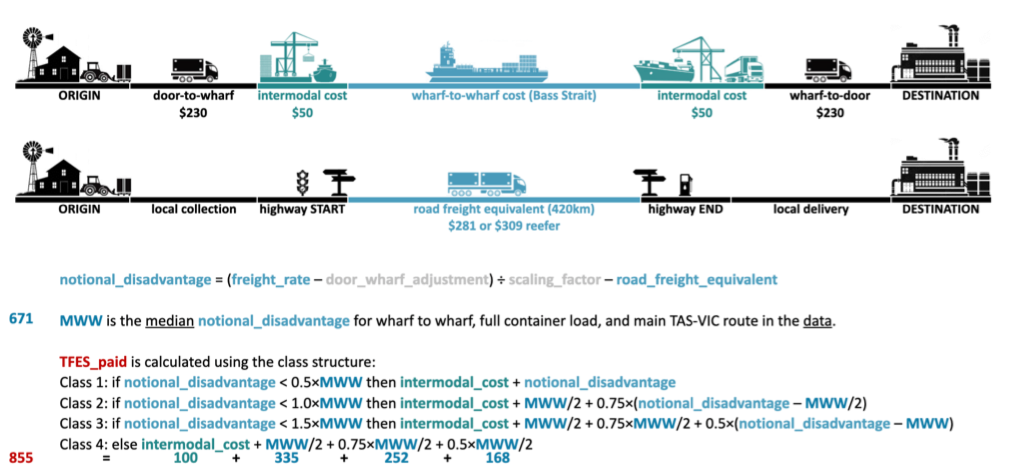 ORIGIN door-to-wharf intermodal cost wharf-to-wharf cost (Bass Strait) intermodal cost wharf-to-door DESTINATION
$230 $50 $50 $230
ORIGIN local collection highway START road freight equivalent (420km) highway END local delivery DESTINATION
$281 or $309 reefer
notional_disadvantage = (freight_rate – door_wharf_adjustment) ÷ scaling_factor – road_freight_equivalent
671 MWW is the median notional_disadvantage for wharf to wharf, full container load, and main TAS-VIC route in the data.
TFES_paid is calculated using the class structure:
Class 1: if notional_disadvantage < 0.5×MWW then intermodal_cost + notional_disadvantage
Class 2: if notional_disadvantage < 1.0×MWW then intermodal_cost + MWW/2 + 0.75×(notional_disadvantage – MWW/2)
Class 3: if notional_disadvantage < 1.5×MWW then intermodal_cost + MWW/2 + 0.75×MWW/2 + 0.5×(notional_disadvantage – MWW)
Class 4: else intermodal_cost + MWW/2 + 0.75×MWW/2 + 0.5×MWW/2
855 = 100 + 335 + 252 + 168